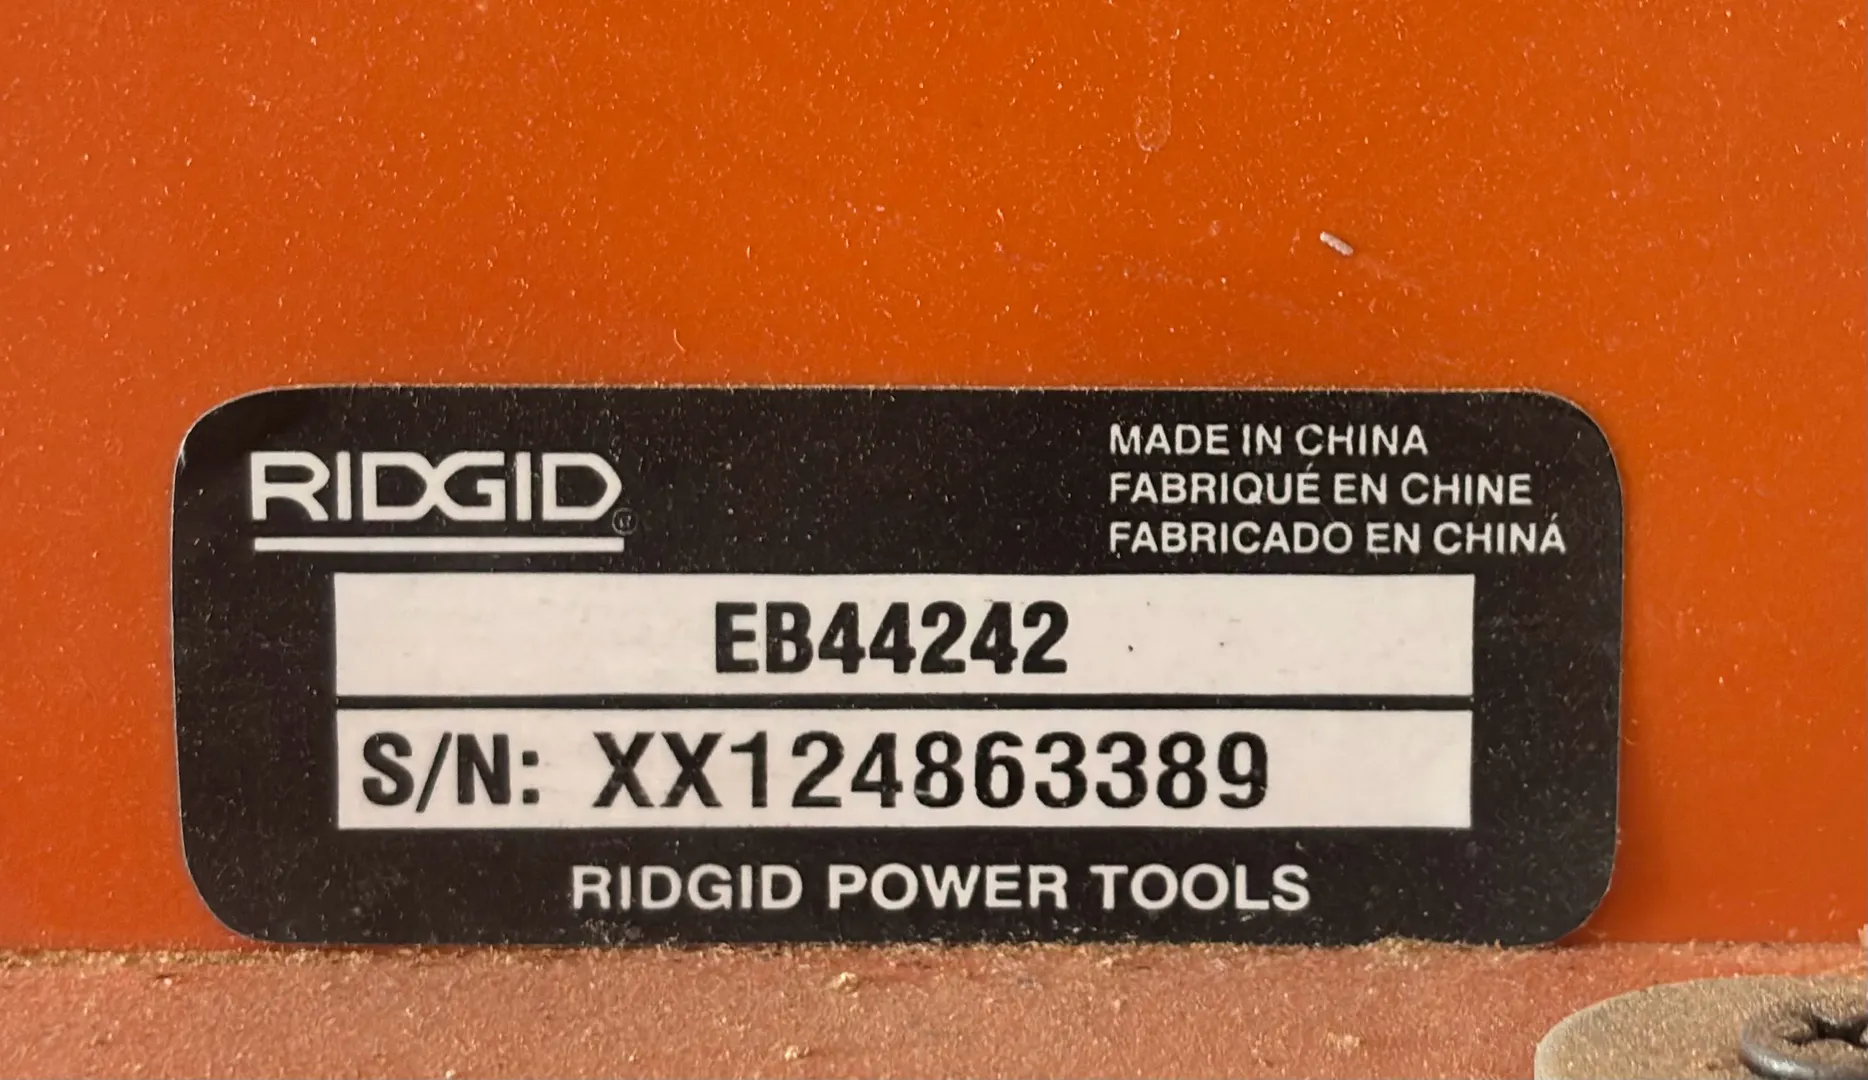 RIDGID®
MADE IN CHINA
FABRIQUÉ EN CHINE
FABRICADO EN CHINÁ
EB44242
S/N: XX124863389
RIDGID POWER TOOLS